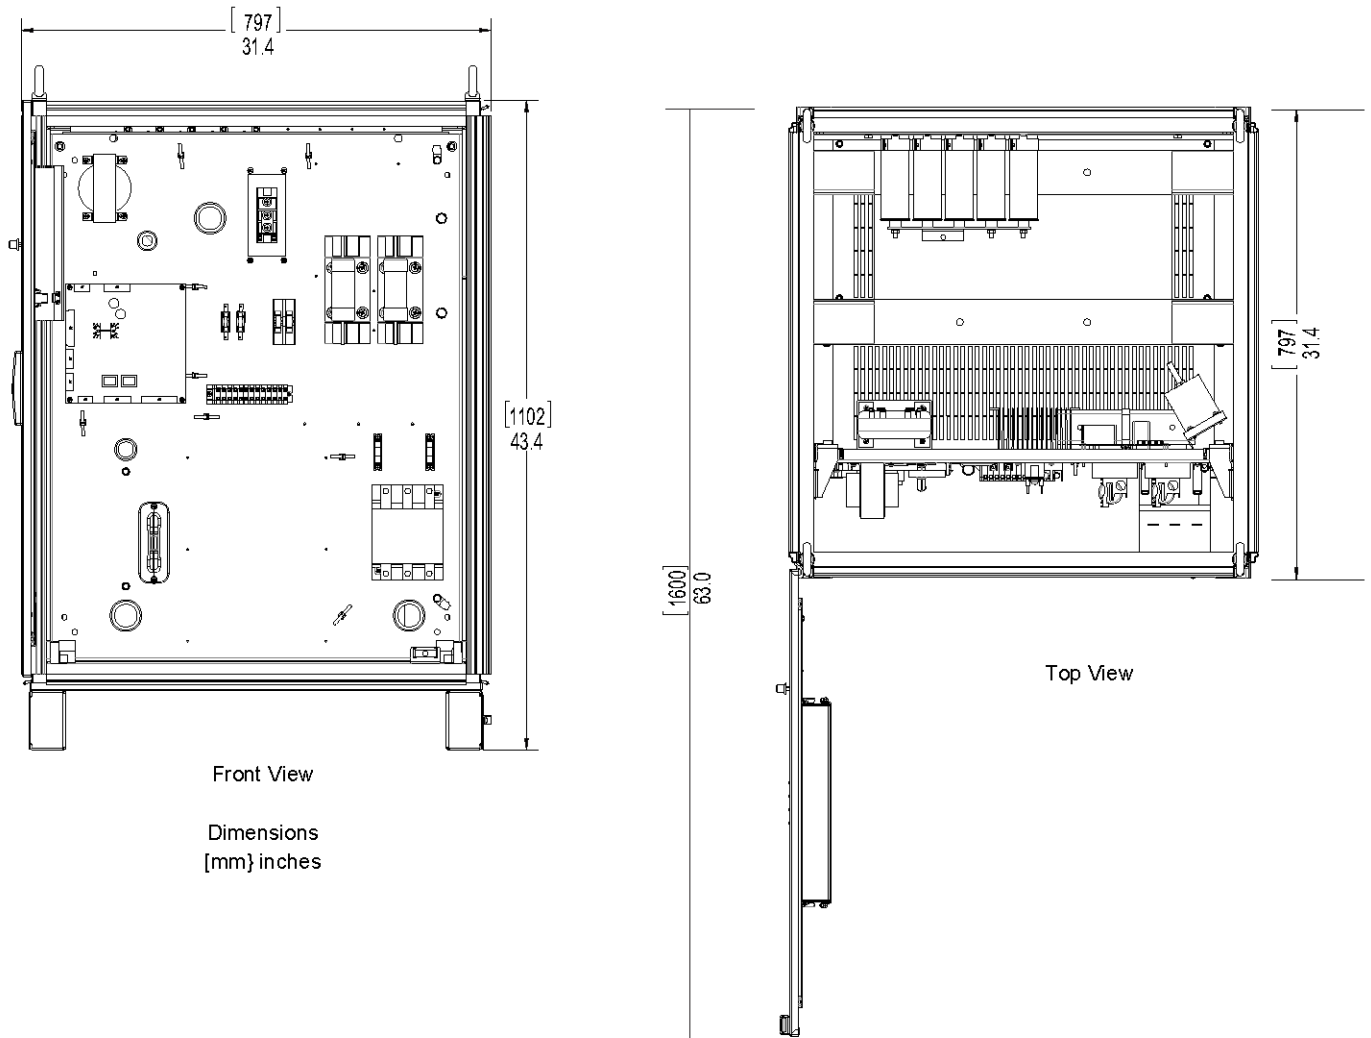 [ 797 ]
31.4
[1102]
43.4
Front View
Dimensions
[mm} inches
[1600]
63.0
[797]
31.4
Top View